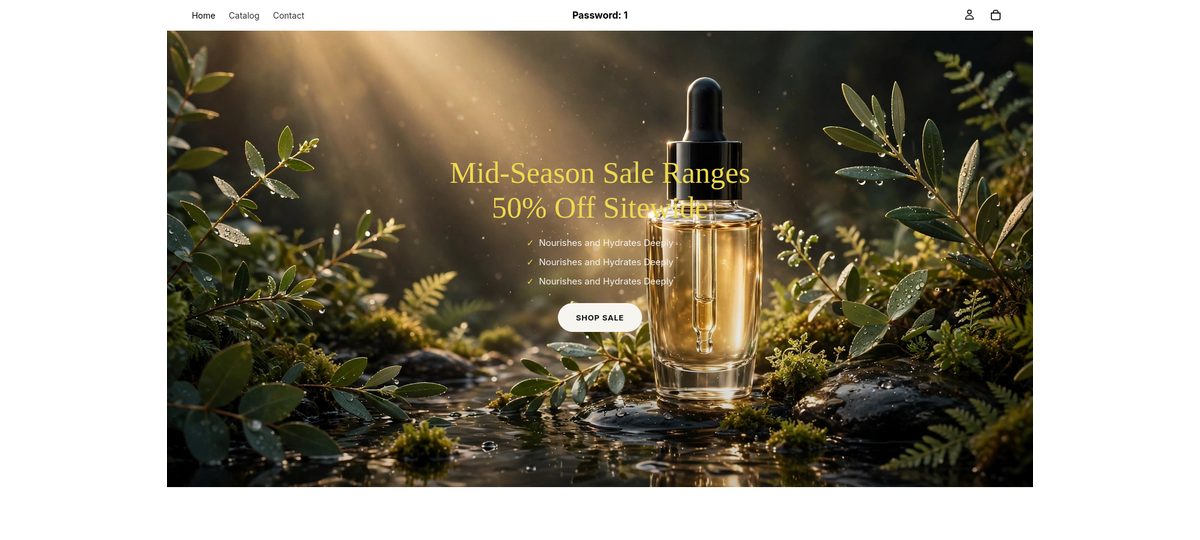 Home Catalog Contact Password: 1
Mid-Season Sale Ranges
50% Off Sitewide
✓ Nourishes and Hydrates Deeply
✓ Nourishes and Hydrates Deeply
✓ Nourishes and Hydrates Deeply
SHOP SALE